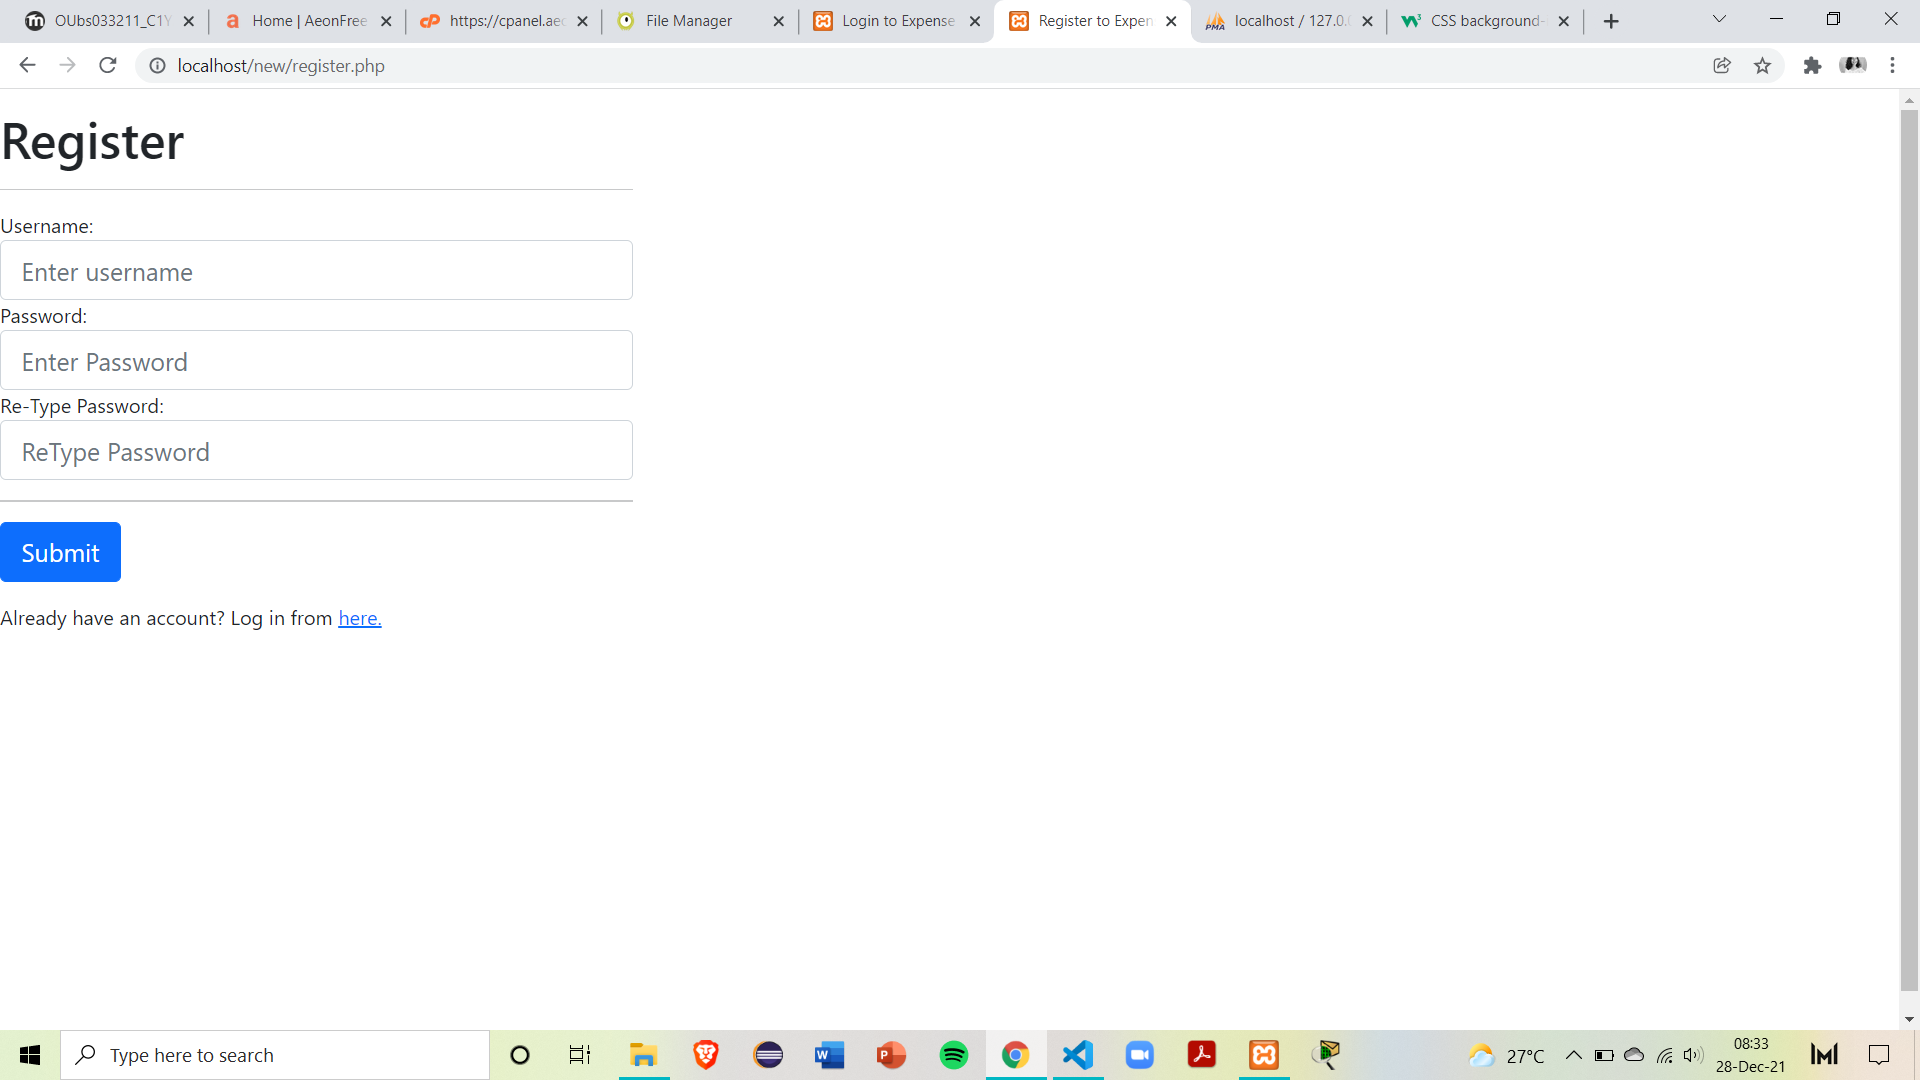 OUbs033211_C1Y
Home | AeonFree
https://cpanel.aeo
File Manager
Login to Expense
Register to Expen
localhost / 127.0.0
CSS background-
localhost/new/register.php
Register
Username:
Enter username
Password:
Enter Password
Re-Type Password:
ReType Password
Submit
Already have an account? Log in from here.
Type here to search
27°C
08:33
28-Dec-21